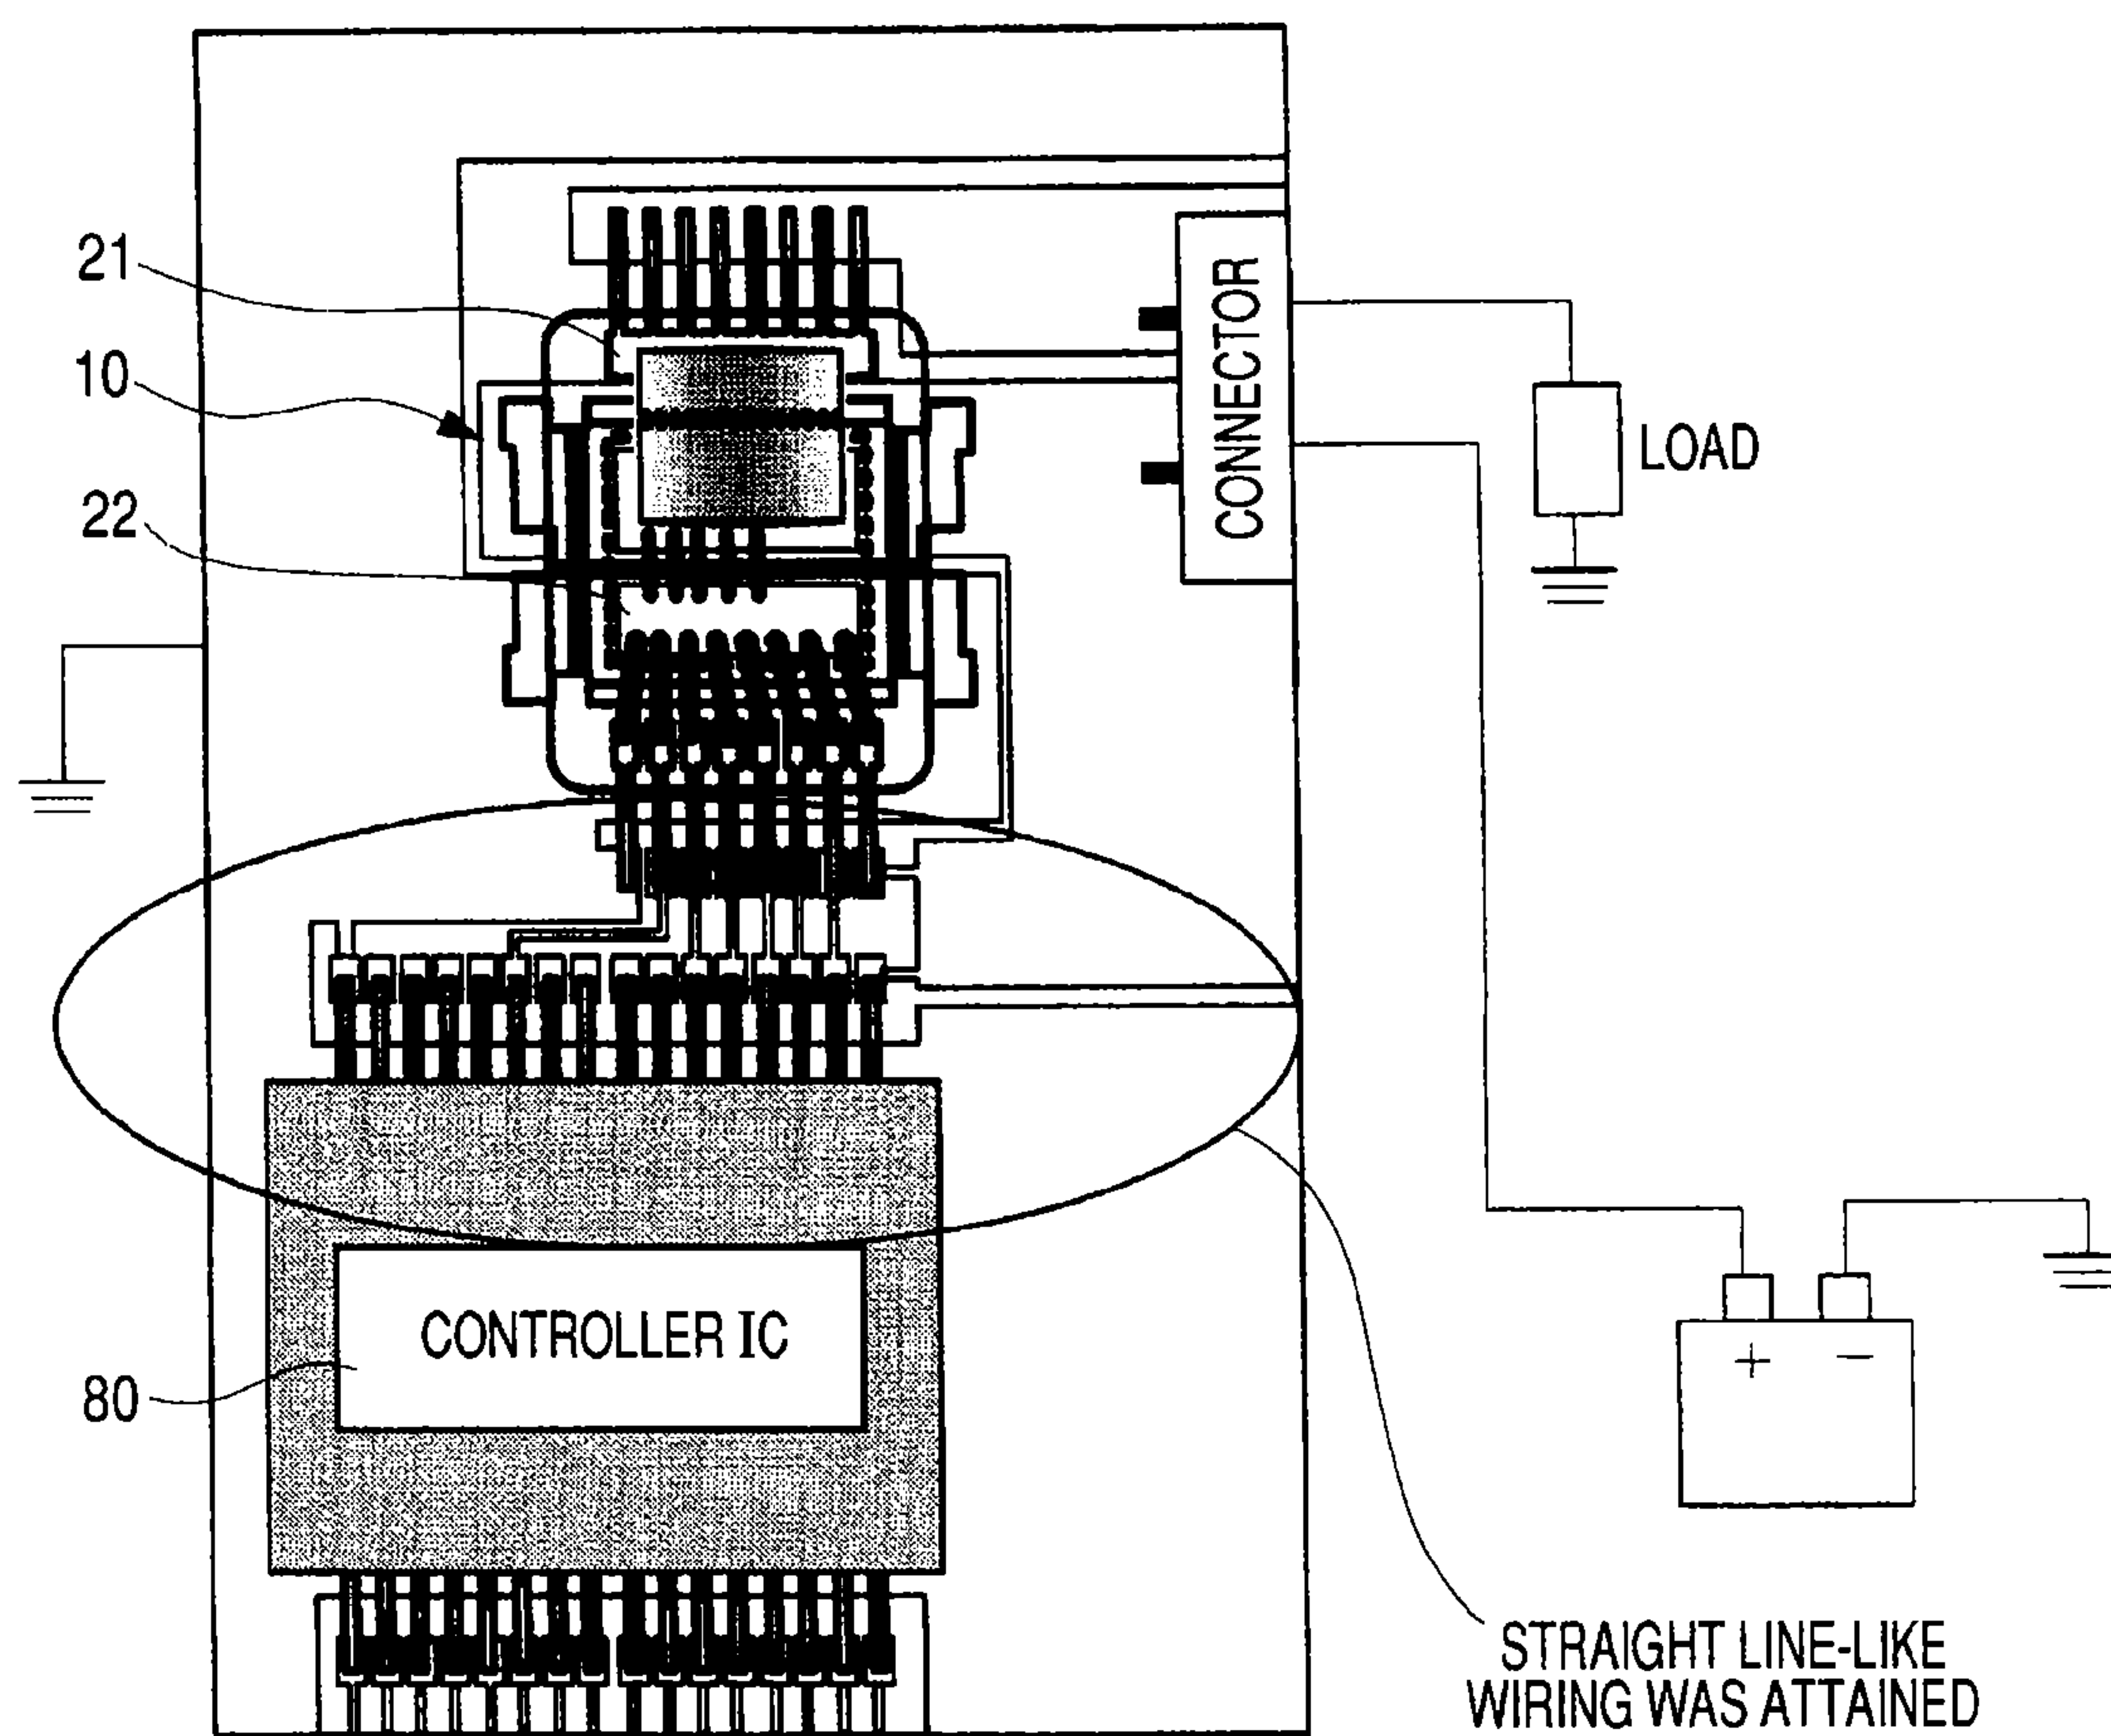 21
10
22
CONNECTOR
LOAD
CONTROLLER IC
80
+ −
STRAIGHT LINE-LIKE
WIRING WAS ATTAINED